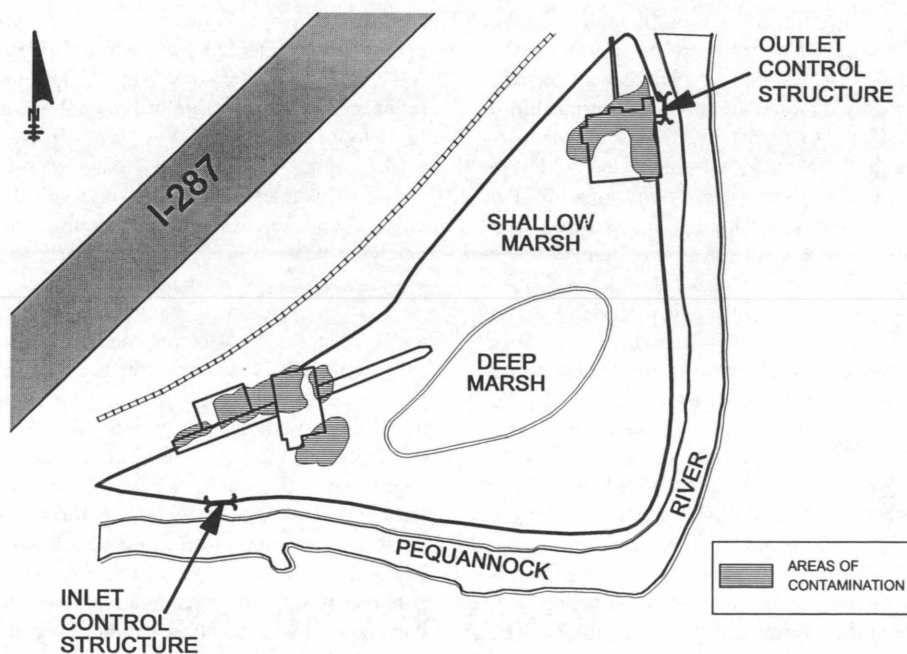 OUTLET
CONTROL
STRUCTURE
N
I-287
SHALLOW
MARSH
DEEP
MARSH
RIVER
PEQUANNOCK
AREAS OF
CONTAMINATION
INLET
CONTROL
STRUCTURE